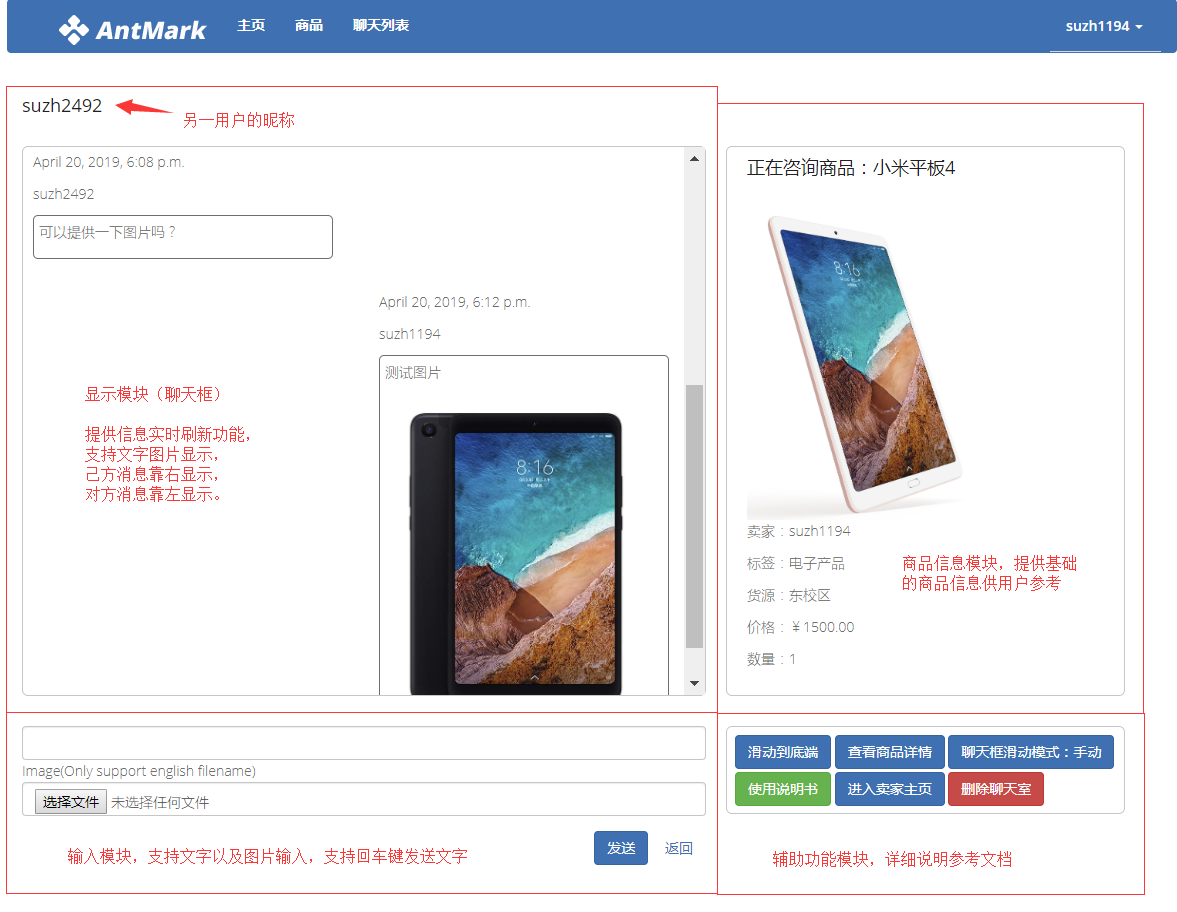 AntMark 主页 商品 聊天列表 suzh1194
suzh2492
另一用户的昵称
April 20, 2019, 6:08 p.m.
suzh2492
可以提供一下图片吗？
April 20, 2019, 6:12 p.m.
suzh1194
测试图片
8:16
显示模块（聊天框）
提供信息实时刷新功能，
支持文字图片显示，
己方消息靠右显示，
对方消息靠左显示。
正在咨询商品：小米平板4
8:16
卖家：suzh1194
标签：电子产品
货源：东校区
价格：￥1500.00
数量：1
商品信息模块，提供基础
的商品信息供用户参考
Image(Only support english filename)
选择文件 未选择任何文件
发送 返回
输入模块，支持文字以及图片输入，支持回车键发送文字
滑动到底端 查看商品详情 聊天框滑动模式：手动
使用说明书 进入卖家主页 删除聊天室
辅助功能模块，详细说明参考文档